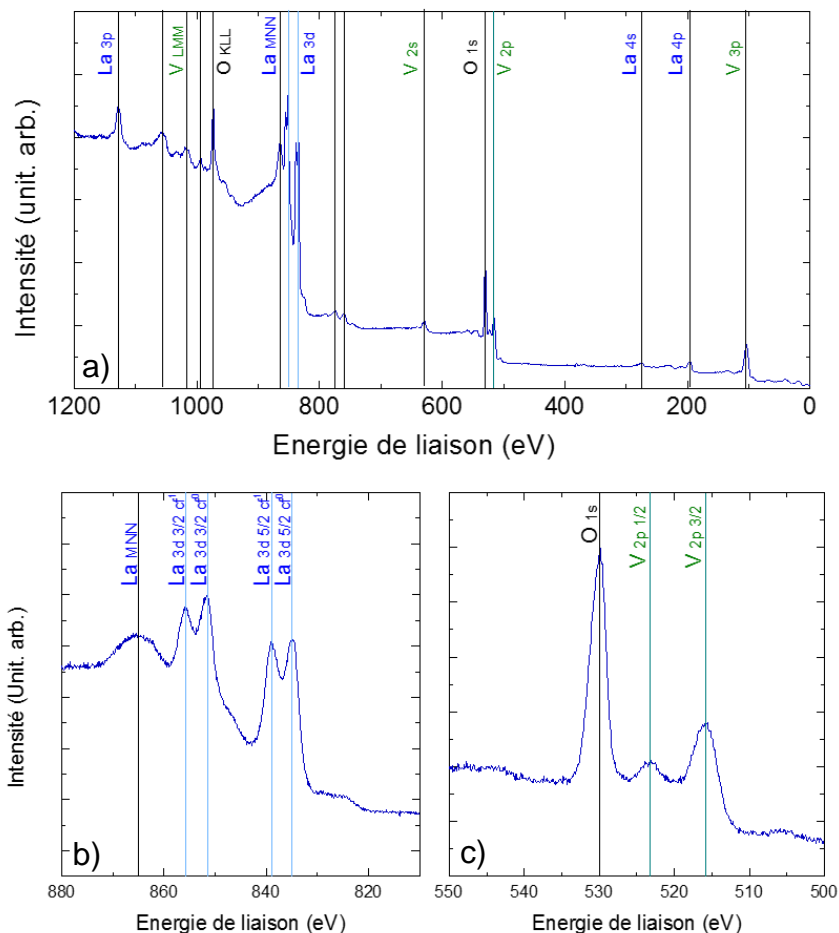 La 3p
V LMM
O KLL
La MNN
La 3d
V 2s
O 1s
V 2p
La 4s
La 4p
V 3p
Intensité (unit. arb.)
a)
1200 1000 800 600 400 200 0
Energie de liaison (eV)
La MNN
La 3d 3/2 cf1
La 3d 3/2 cf0
La 3d 5/2 cf1
La 3d 5/2 cf0
Intensité (Unit. arb.)
b)
880 860 840 820
Energie de liaison (eV)
O 1s
V 2p 1/2
V 2p 3/2
c)
550 540 530 520 510 500
Energie de liaison (eV)